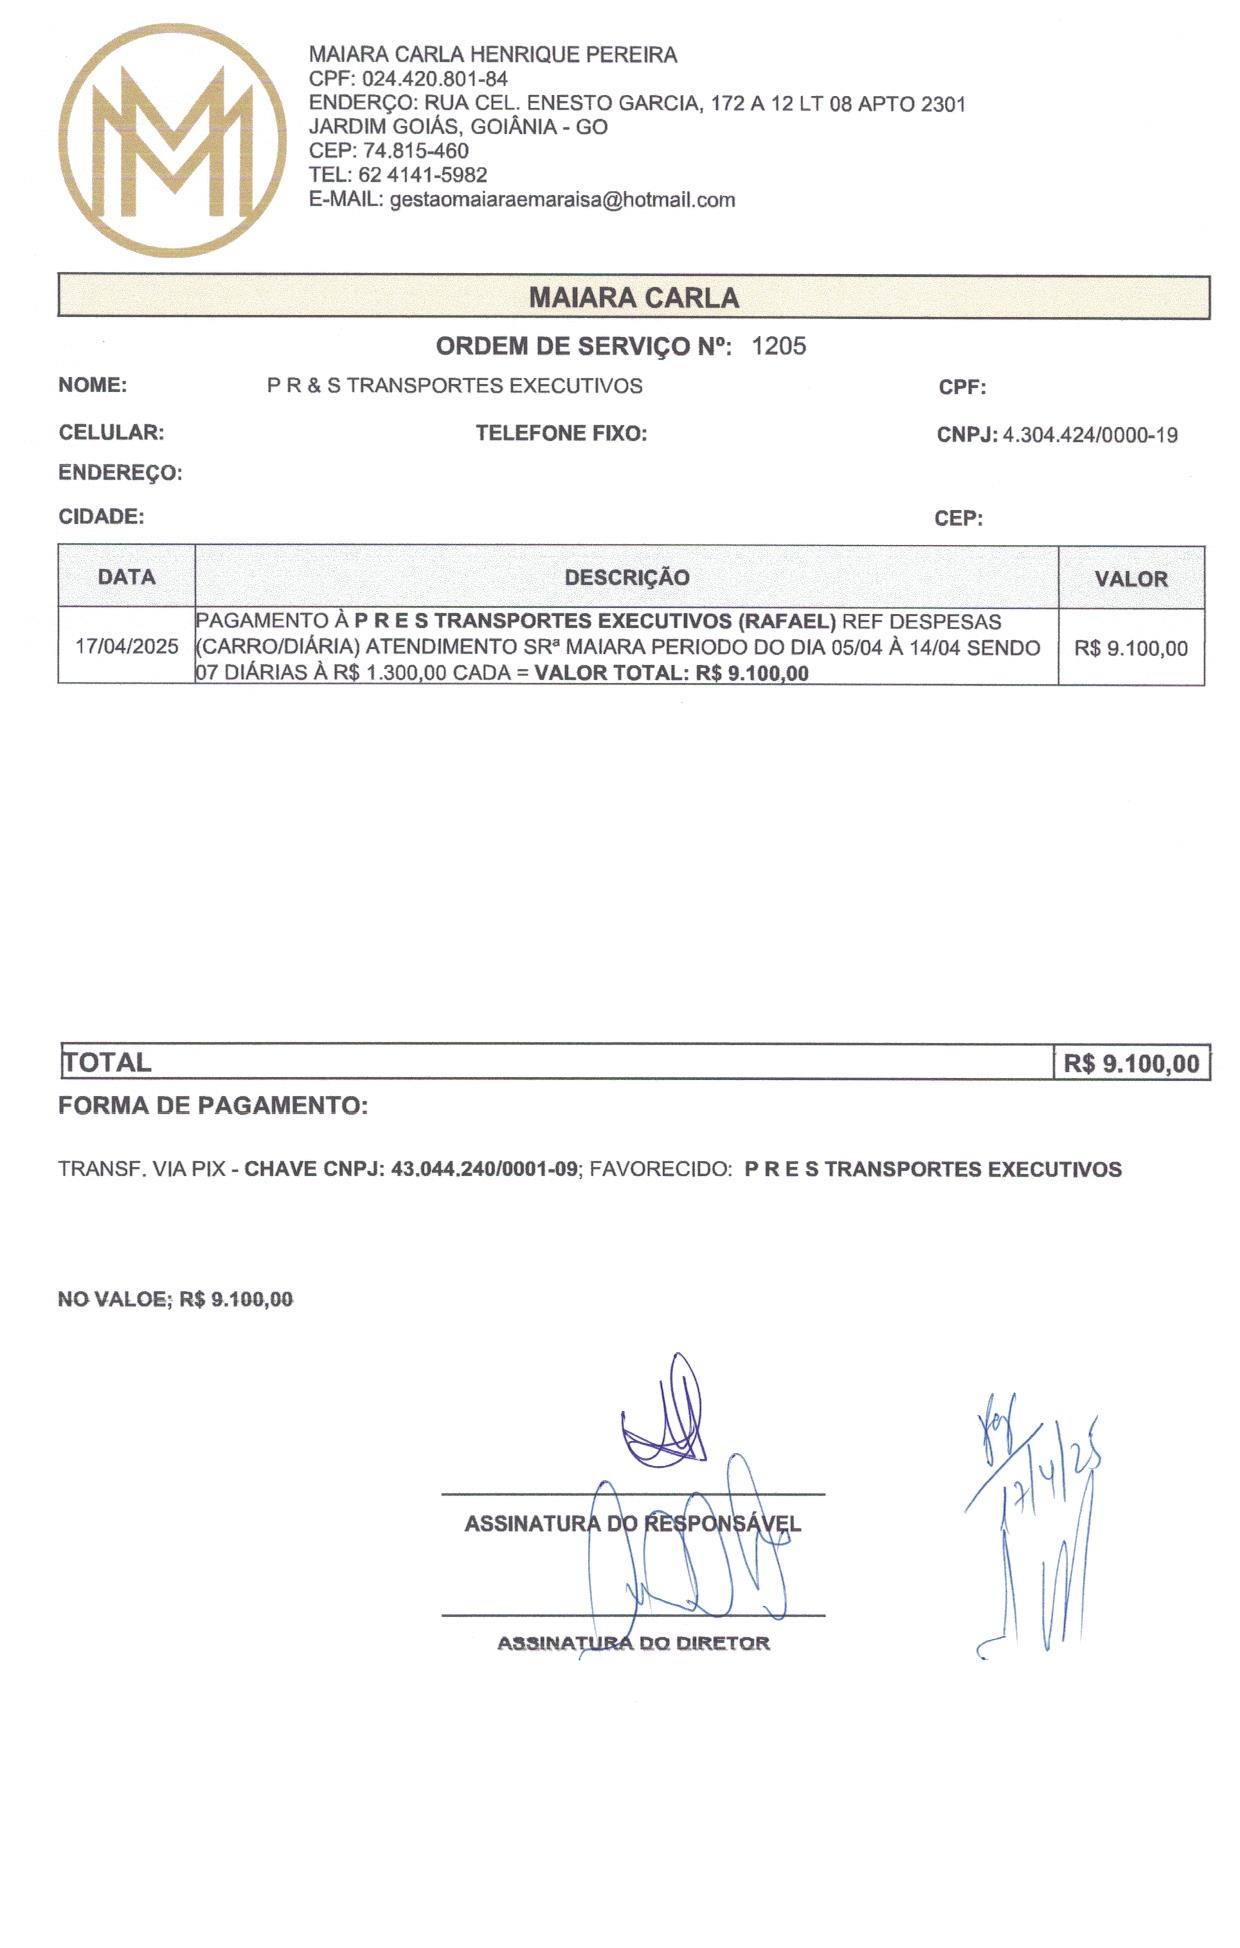 MAIARA CARLA HENRIQUE PEREIRA
CPF: 024.420.801-84
ENDERÇO: RUA CEL. ENESTO GARCIA, 172 A 12 LT 08 APTO 2301
JARDIM GOIÁS, GOIÂNIA - GO
CEP: 74.815-460
TEL: 62 4141-5982
E-MAIL: gestaomaiaraemaraisa@hotmail.com
MAIARA CARLA
ORDEM DE SERVIÇO Nº: 1205
NOME: P R & S TRANSPORTES EXECUTIVOS CPF:
CELULAR: TELEFONE FIXO: CNPJ: 4.304.424/0000-19
ENDEREÇO:
CIDADE: CEP:
DATA DESCRIÇÃO VALOR
PAGAMENTO À P R E S TRANSPORTES EXECUTIVOS (RAFAEL) REF DESPESAS
17/04/2025 (CARRO/DIÁRIA) ATENDIMENTO SRª MAIARA PERIODO DO DIA 05/04 À 14/04 SENDO R$ 9.100,00
07 DIÁRIAS À R$ 1.300,00 CADA = VALOR TOTAL: R$ 9.100,00
TOTAL R$ 9.100,00
FORMA DE PAGAMENTO:
TRANSF. VIA PIX - CHAVE CNPJ: 43.044.240/0001-09; FAVORECIDO: P R E S TRANSPORTES EXECUTIVOS
NO VALOE; R$ 9.100,00
17/4/25
ASSINATURA DO RESPONSÁVEL
ASSINATURA DO DIRETOR